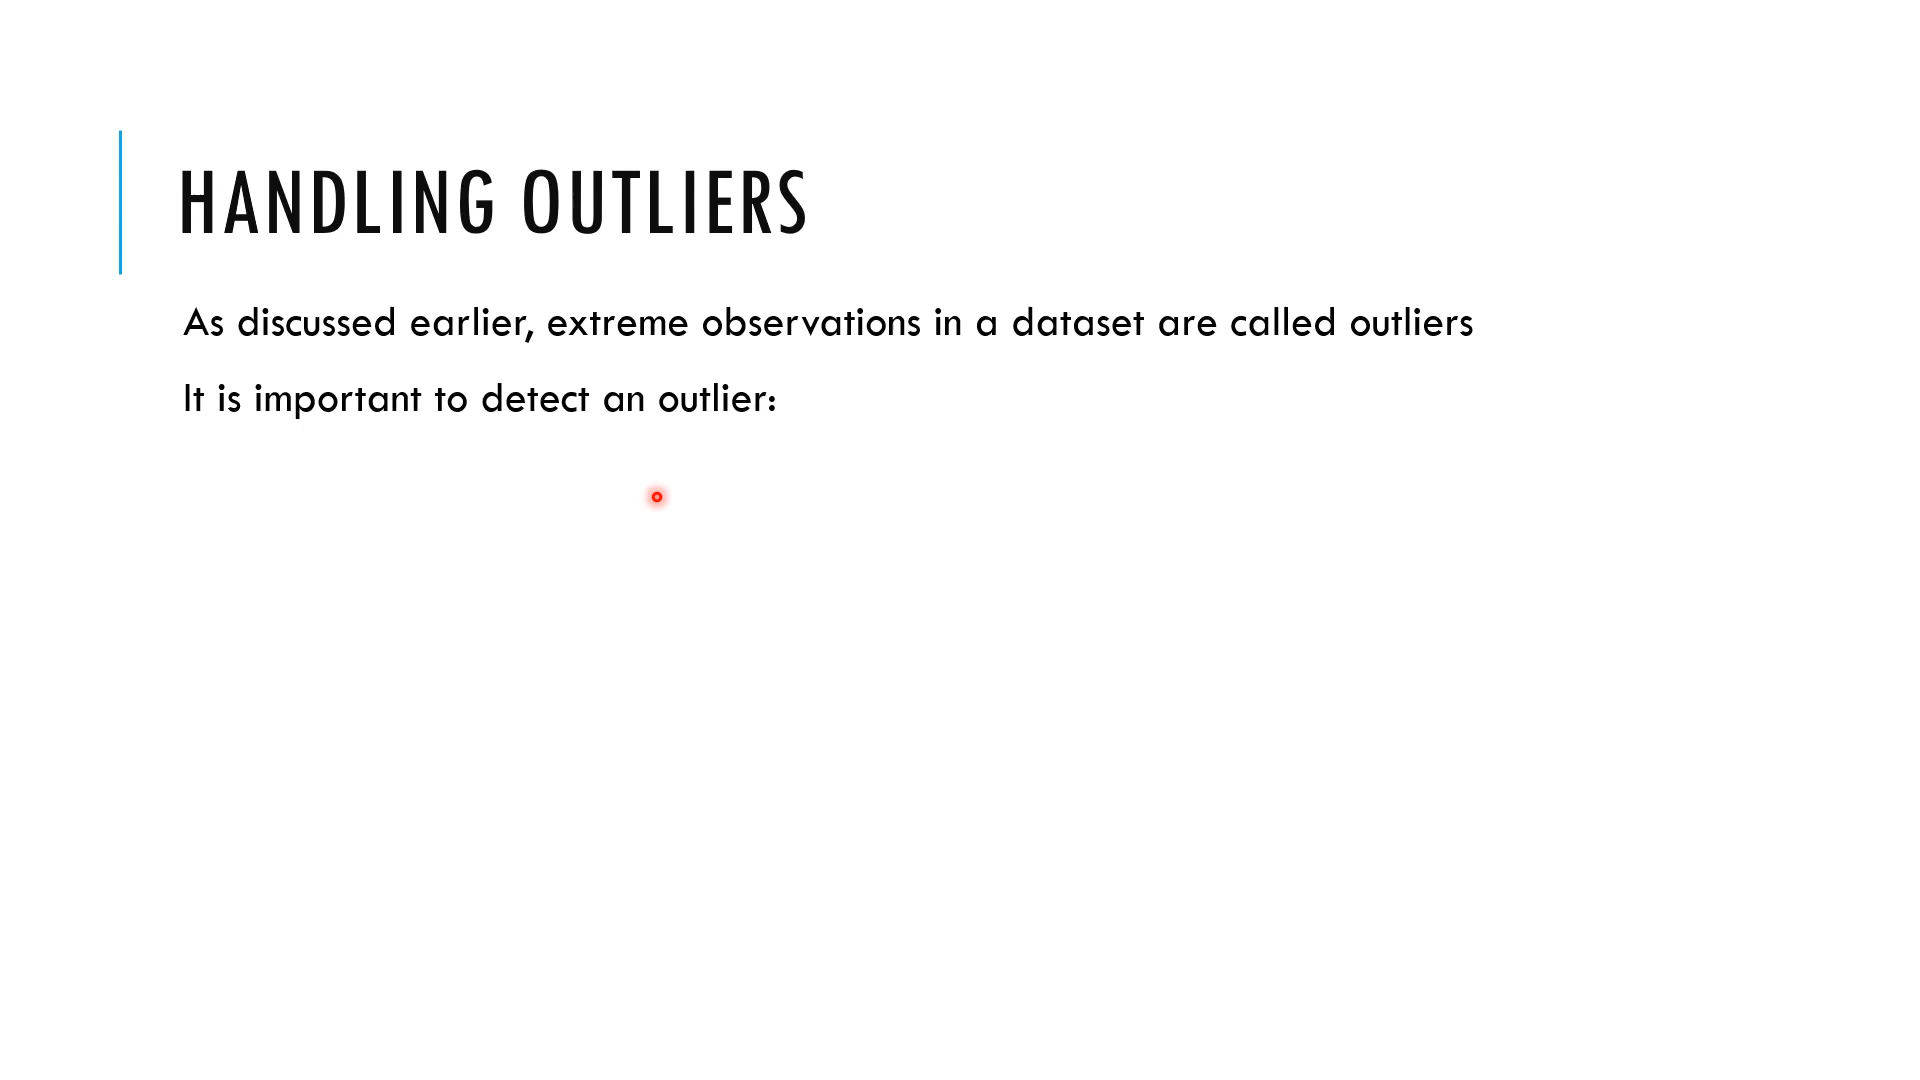 HANDLING OUTLIERS
As discussed earlier, extreme observations in a dataset are called outliers
It is important to detect an outlier: